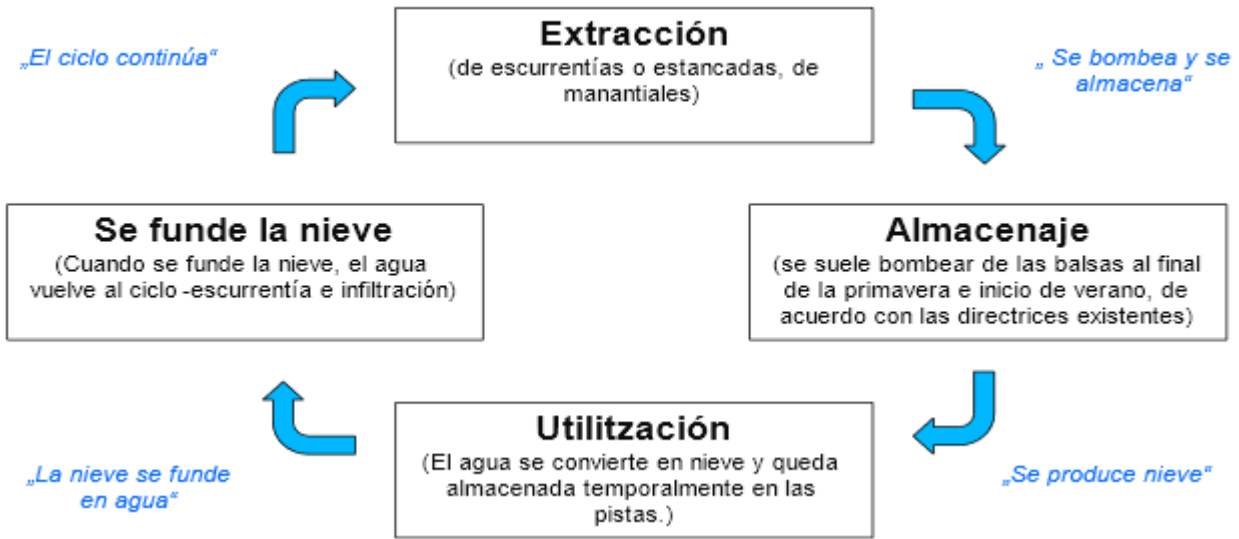 Extracción
(de escurrentías o estancadas, de
manantiales)
„ Se bombea y se
almacena“
Almacenaje
(se suele bombear de las balsas al final
de la primavera e inicio de verano, de
acuerdo con las directrices existentes)
„Se produce nieve“
Utilitzación
(El agua se convierte en nieve y queda
almacenada temporalmente en las
pistas.)
„La nieve se funde
en agua“
Se funde la nieve
(Cuando se funde la nieve, el agua
vuelve al ciclo -escurrentía e infiltración)
„El ciclo continúa“